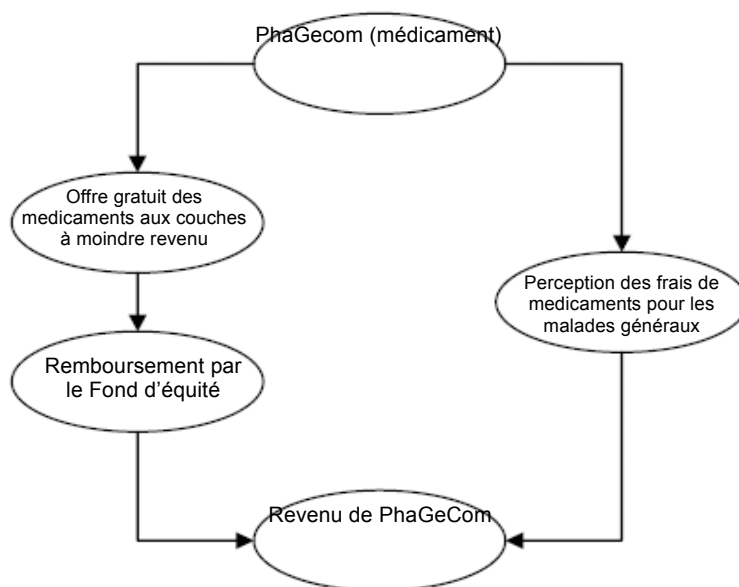 PhaGecom (médicament)
Offre gratuit des
medicaments aux couches
à moindre revenu
Perception des frais de
medicaments pour les
malades généraux
Remboursement par
le Fond d'équité
Revenu de PhaGeCom